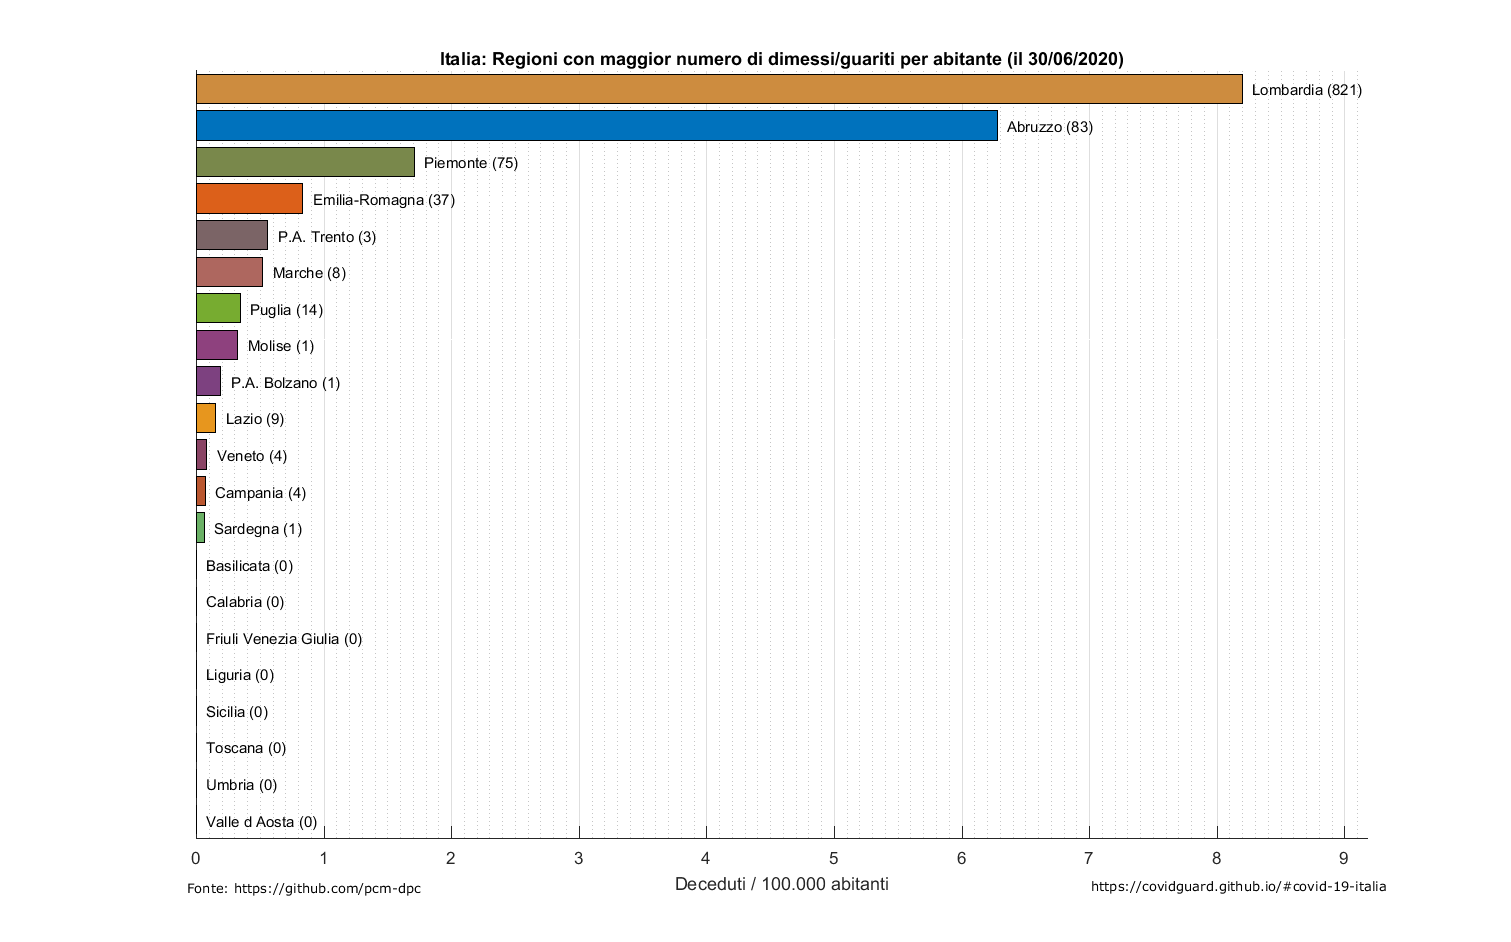 Italia: Regioni con maggior numero di dimessi/guariti per abitante (il 30/06/2020)
Lombardia (821)
Abruzzo (83)
Piemonte (75)
Emilia-Romagna (37)
P.A. Trento (3)
Marche (8)
Puglia (14)
Molise (1)
P.A. Bolzano (1)
Lazio (9)
Veneto (4)
Campania (4)
Sardegna (1)
Basilicata (0)
Calabria (0)
Friuli Venezia Giulia (0)
Liguria (0)
Sicilia (0)
Toscana (0)
Umbria (0)
Valle d Aosta (0)
0 1 2 3 4 5 6 7 8 9
Deceduti / 100.000 abitanti
Fonte: https://github.com/pcm-dpc
https://covidguard.github.io/#covid-19-italia